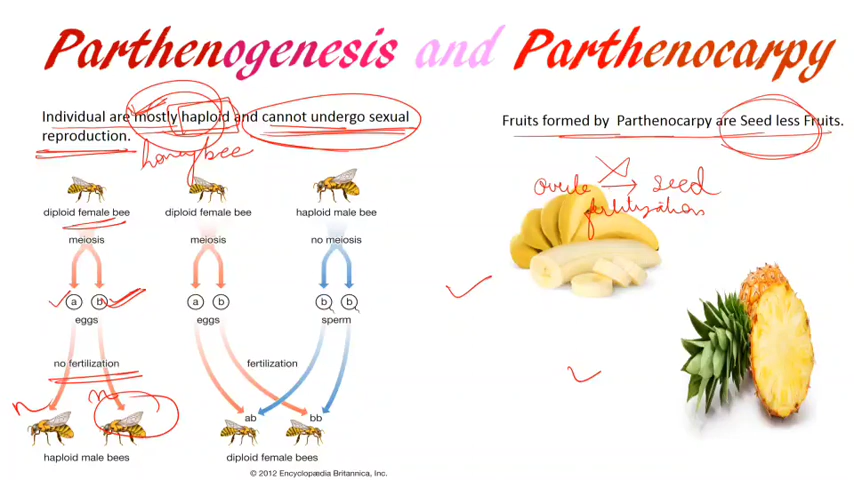 Parthenogenesis and Parthenocarpy
Individual are mostly haploid and cannot undergo sexual
reproduction.
honeybee
diploid female bee
diploid female bee
haploid male bee
meiosis
meiosis
no meiosis
a
b
a
b
b
b
eggs
eggs
sperm
no fertilization
fertilization
n
n
ab
bb
haploid male bees
diploid female bees
© 2012 Encyclopædia Britannica, Inc.
Fruits formed by Parthenocarpy are Seed less Fruits.
ovule → seed
fertilization